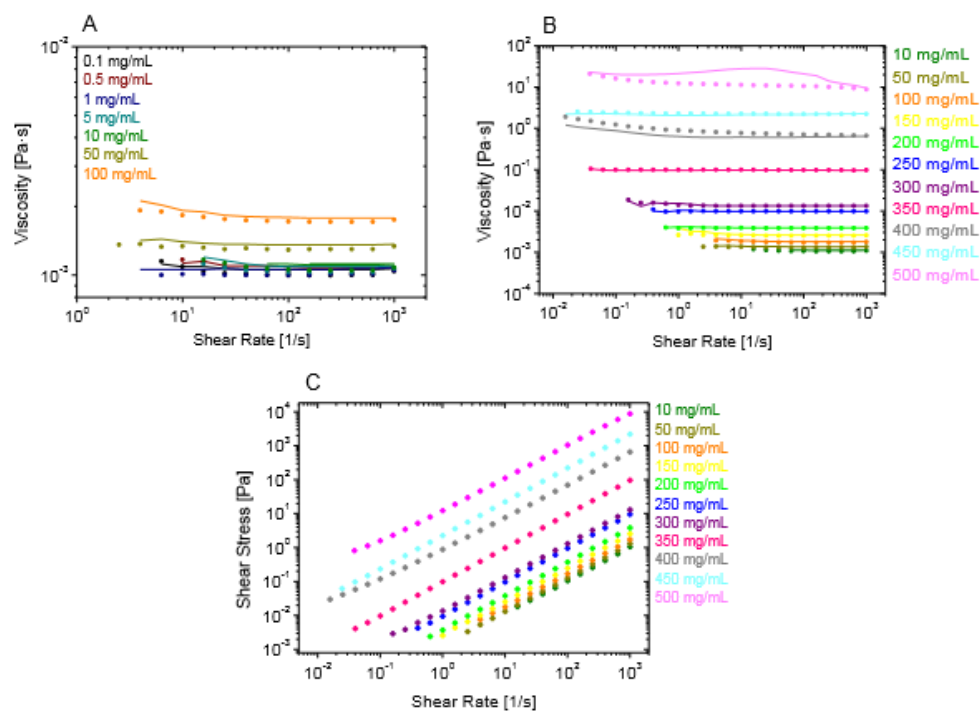 A
10⁻²
10⁻³
Viscosity [Pa·s]
0.1 mg/mL
0.5 mg/mL
1 mg/mL
5 mg/mL
10 mg/mL
50 mg/mL
100 mg/mL
10⁰ 10¹ 10² 10³
Shear Rate [1/s]
B
10²
10¹
10⁰
10⁻¹
10⁻²
10⁻³
10⁻⁴
Viscosity [Pa·s]
10⁻² 10⁻¹ 10⁰ 10¹ 10² 10³
Shear Rate [1/s]
10 mg/mL
50 mg/mL
100 mg/mL
150 mg/mL
200 mg/mL
250 mg/mL
300 mg/mL
350 mg/mL
400 mg/mL
450 mg/mL
500 mg/mL
C
10⁴
10³
10²
10¹
10⁰
10⁻¹
10⁻²
10⁻³
Shear Stress [Pa]
10⁻² 10⁻¹ 10⁰ 10¹ 10² 10³
Shear Rate [1/s]
10 mg/mL
50 mg/mL
100 mg/mL
150 mg/mL
200 mg/mL
250 mg/mL
300 mg/mL
350 mg/mL
400 mg/mL
450 mg/mL
500 mg/mL